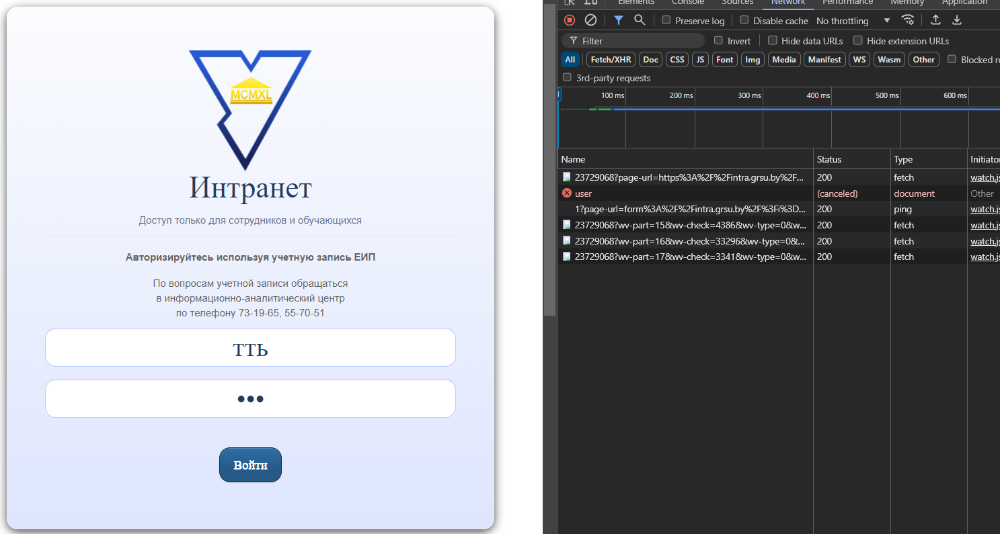 MCMXL
Интранет
Доступ только для сотрудников и обучающихся
Авторизируйтесь используя учетную запись ЕИП
По вопросам учетной записи обращаться
в информационно-аналитический центр
по телефону 73-19-65, 55-70-51
ттьь
•••
Войти
Elements Console Sources Network Performance Memory Application
Preserve log Disable cache No throttling
Filter Invert Hide data URLs Hide extension URLs
All Fetch/XHR Doc CSS JS Font Img Media Manifest WS Wasm Other Blocked re
3rd-party requests
100 ms 200 ms 300 ms 400 ms 500 ms 600 ms
Name Status Type Initiator
23729068?page-url=https%3A%2F%2Fintra.grsu.by%2F... 200 fetch watch.js
user (canceled) document Other
1?page-url=form%3A%2F%2Fintra.grsu.by%2F%3Fi%3D... 200 ping watch.js
23729068?wv-part=15&wv-check=4386&wv-type=0&w... 200 fetch watch.js
23729068?wv-part=16&wv-check=33296&wv-type=0&... 200 fetch watch.js
23729068?wv-part=17&wv-check=3341&wv-type=0&w... 200 fetch watch.js